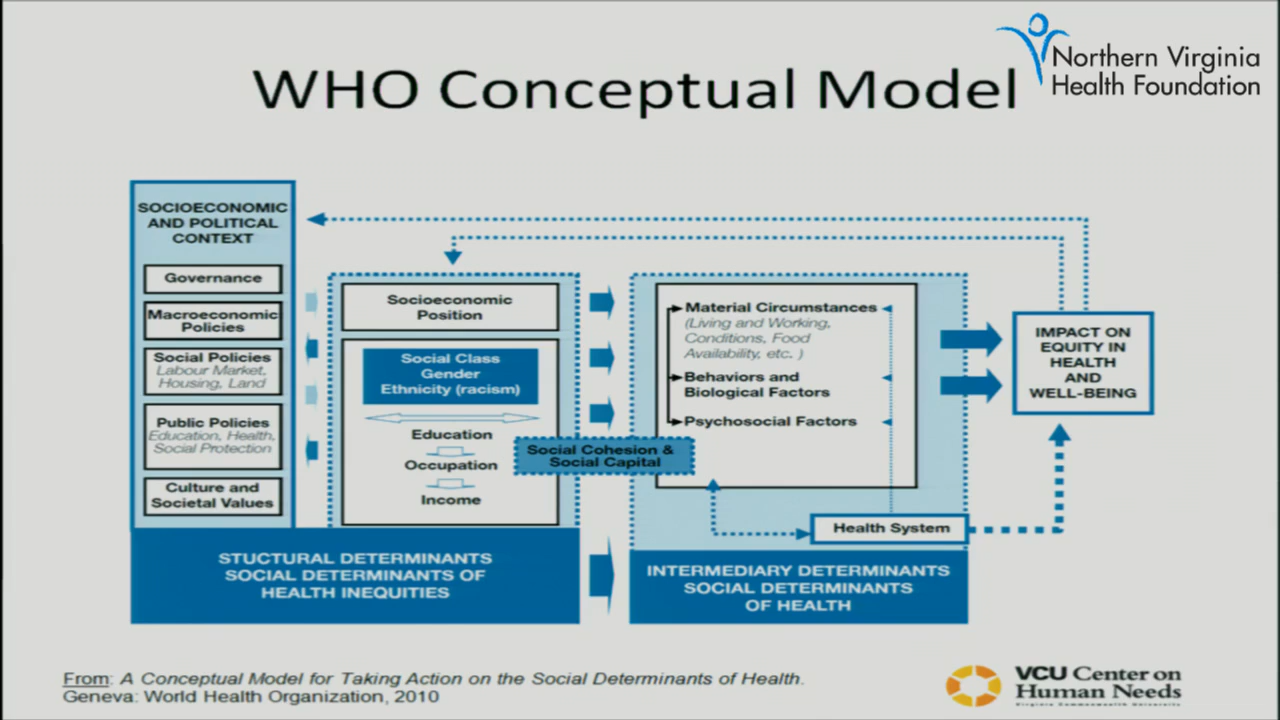 Northern Virginia
Health Foundation
WHO Conceptual Model
SOCIOECONOMIC
AND POLITICAL
CONTEXT
Governance
Macroeconomic
Policies
Social Policies
Labour Market,
Housing, Land
Public Policies
Education, Health,
Social Protection
Culture and
Societal Values
Socioeconomic
Position
Social Class
Gender
Ethnicity (racism)
Education
Occupation
Income
Social Cohesion &
Social Capital
Material Circumstances
(Living and Working,
Conditions, Food
Availability, etc. )
Behaviors and
Biological Factors
Psychosocial Factors
Health System
IMPACT ON
EQUITY IN
HEALTH
AND
WELL-BEING
STUCTURAL DETERMINANTS
SOCIAL DETERMINANTS OF
HEALTH INEQUITIES
INTERMEDIARY DETERMINANTS
SOCIAL DETERMINANTS
OF HEALTH
From: A Conceptual Model for Taking Action on the Social Determinants of Health.
Geneva: World Health Organization, 2010
VCU Center on
Human Needs
Virginia Commonwealth University